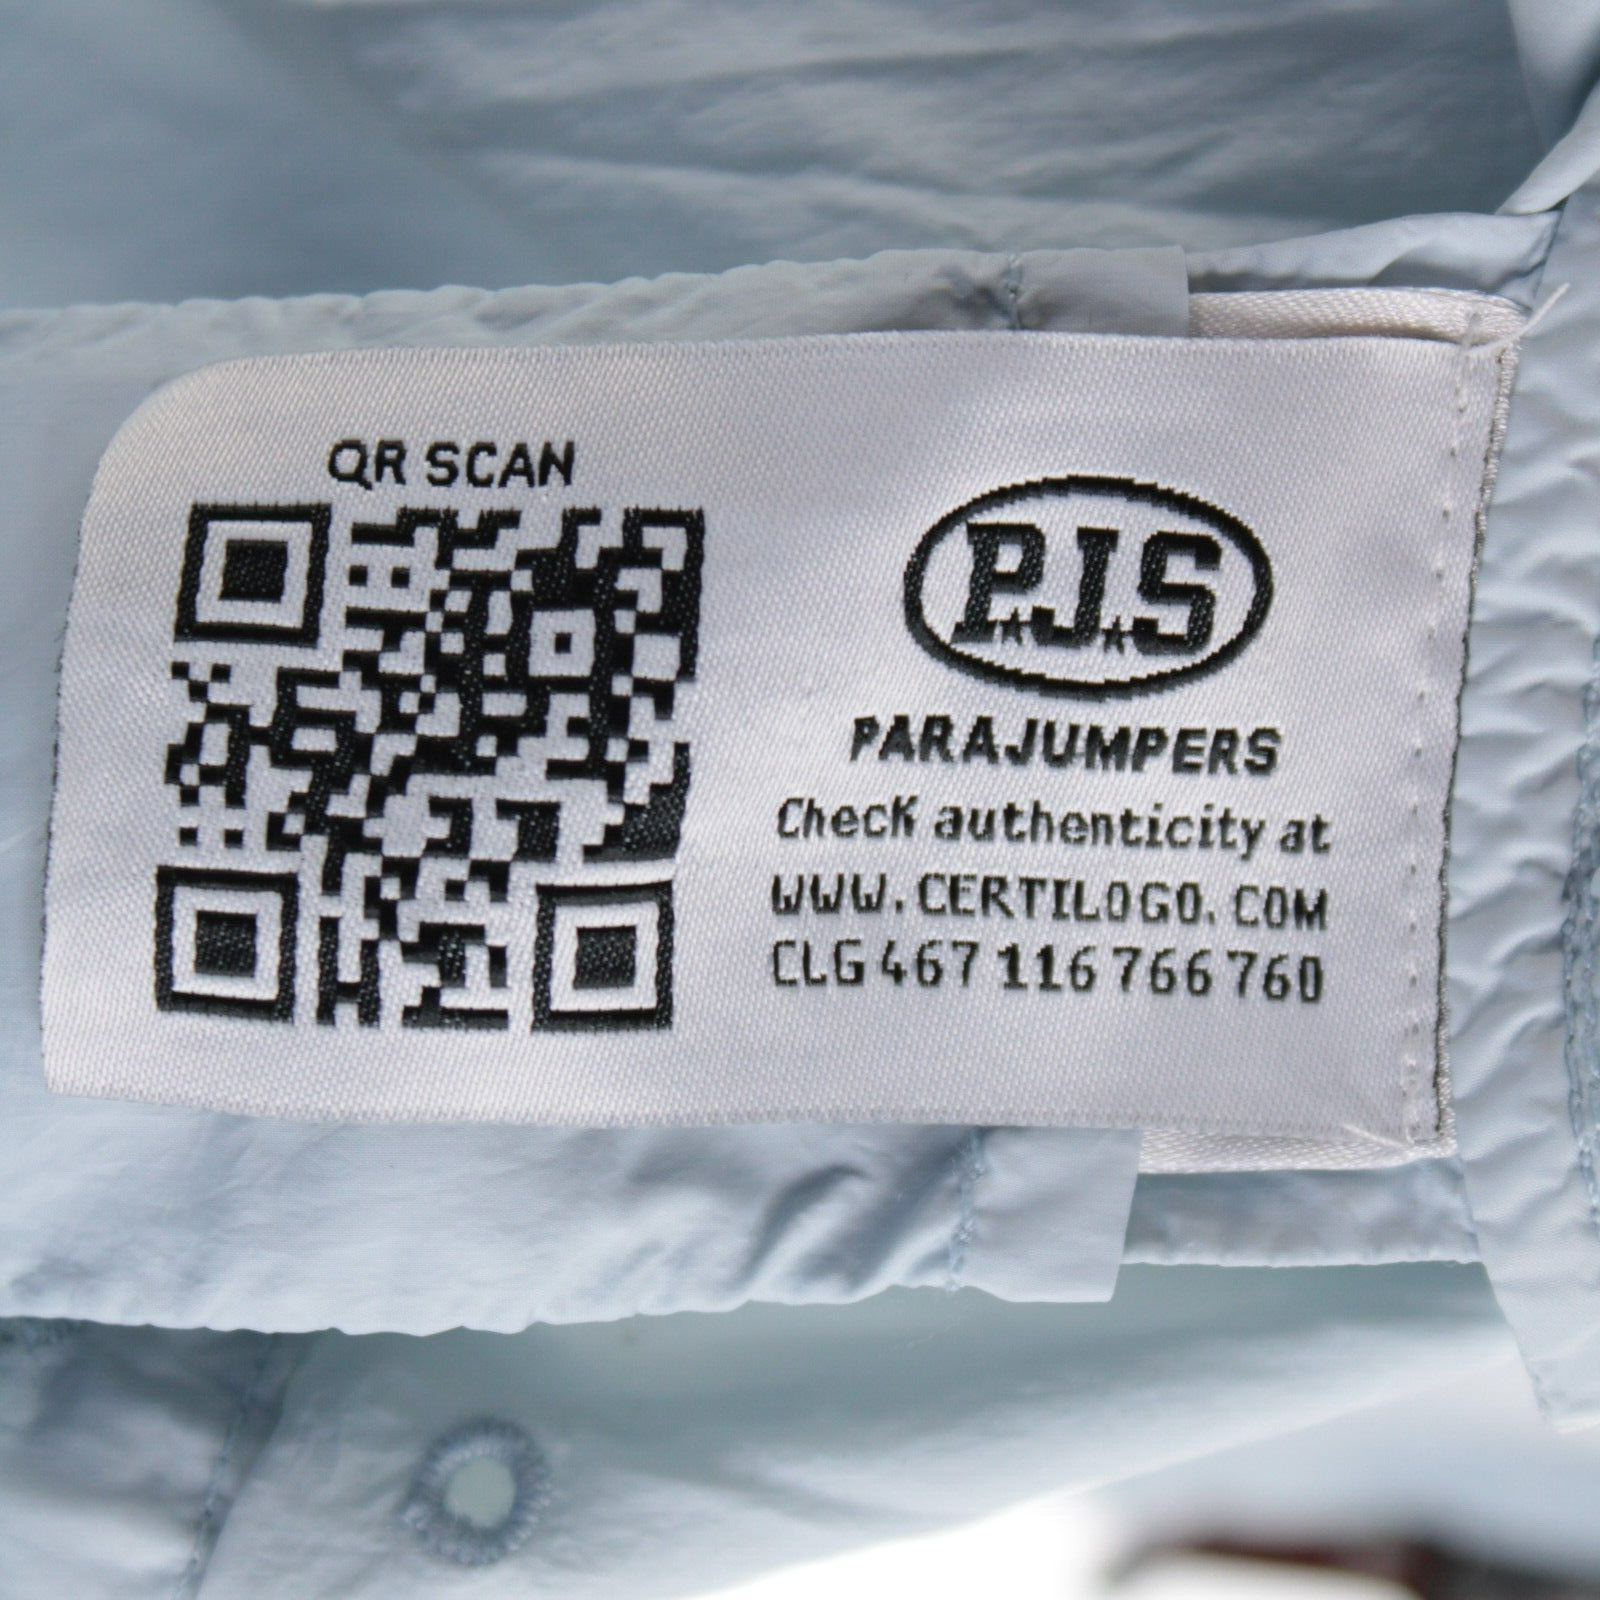 QR SCAN
P.J.S
PARAJUMPERS
Check authenticity at
WWW.CERTILOGO.COM
CLG 467 116 766 760